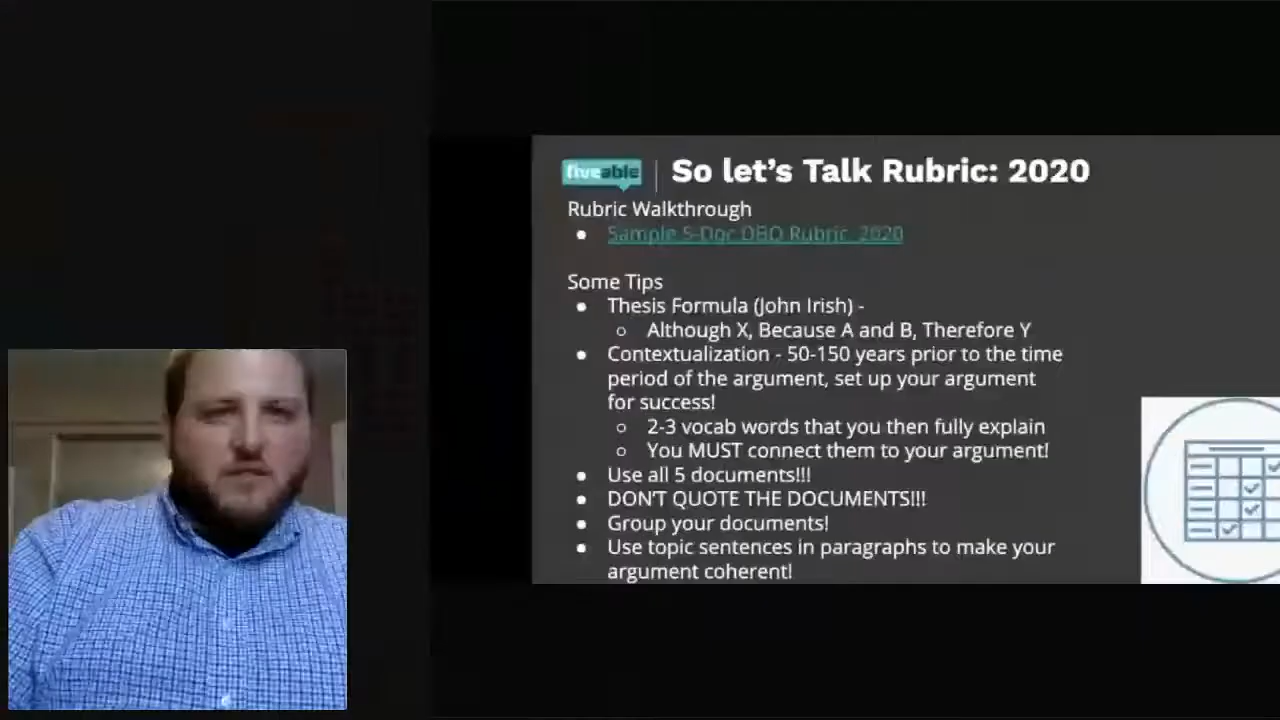 fiveable
So let's Talk Rubric: 2020
Rubric Walkthrough
● Sample 5-Doc DBQ Rubric 2020
Some Tips
● Thesis Formula (John Irish) -
○ Although X, Because A and B, Therefore Y
● Contextualization - 50-150 years prior to the time
period of the argument, set up your argument
for success!
○ 2-3 vocab words that you then fully explain
○ You MUST connect them to your argument!
● Use all 5 documents!!!
● DON'T QUOTE THE DOCUMENTS!!!
● Group your documents!
● Use topic sentences in paragraphs to make your
argument coherent!